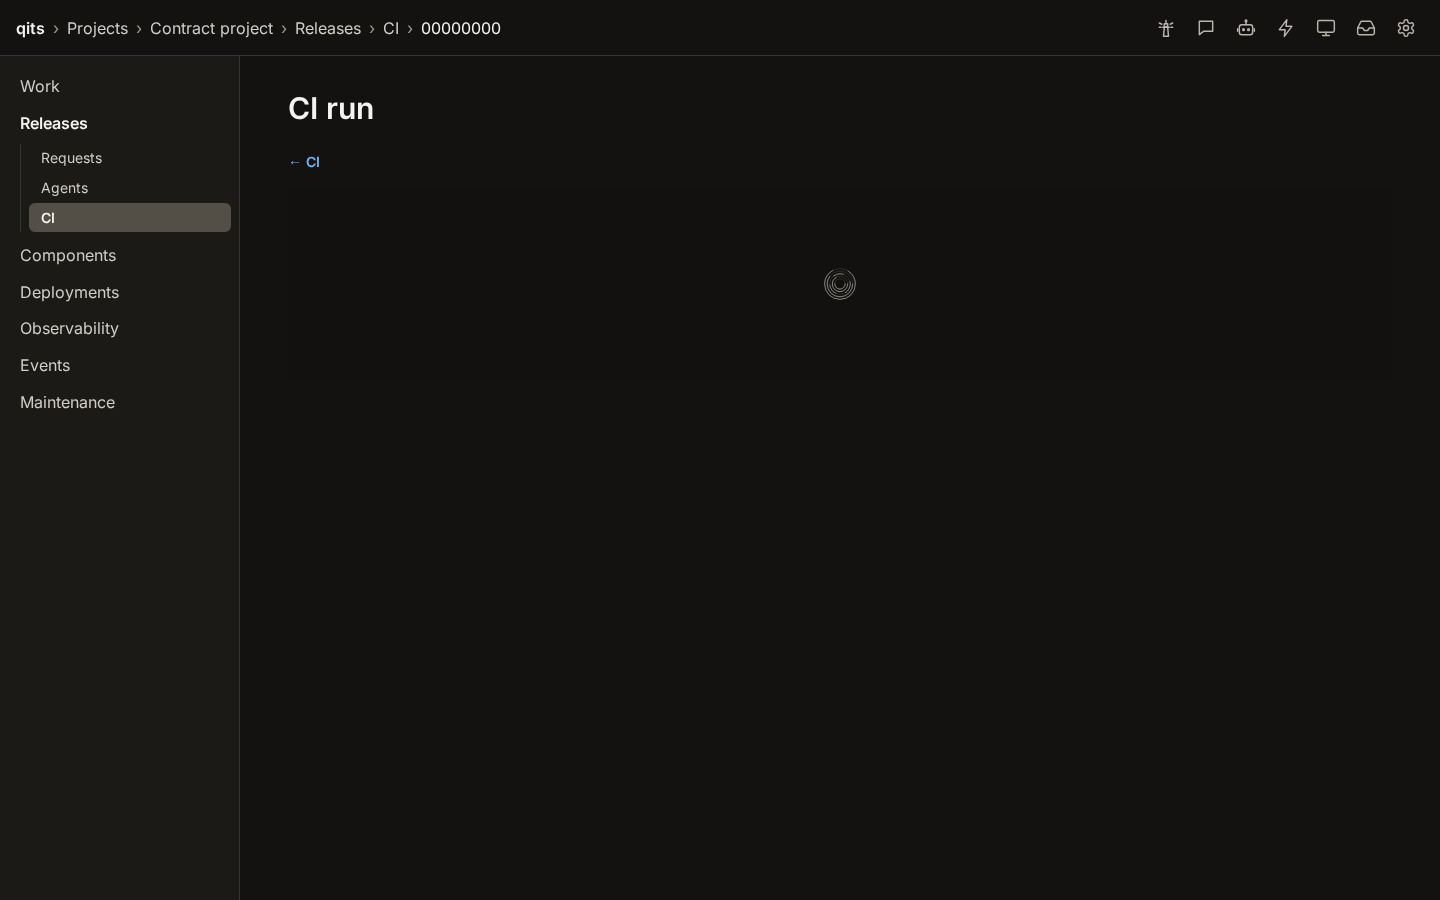 qits › Projects › Contract project › Releases › CI › 00000000
Work
Releases
Requests
Agents
CI
Components
Deployments
Observability
Events
Maintenance
CI run
← CI